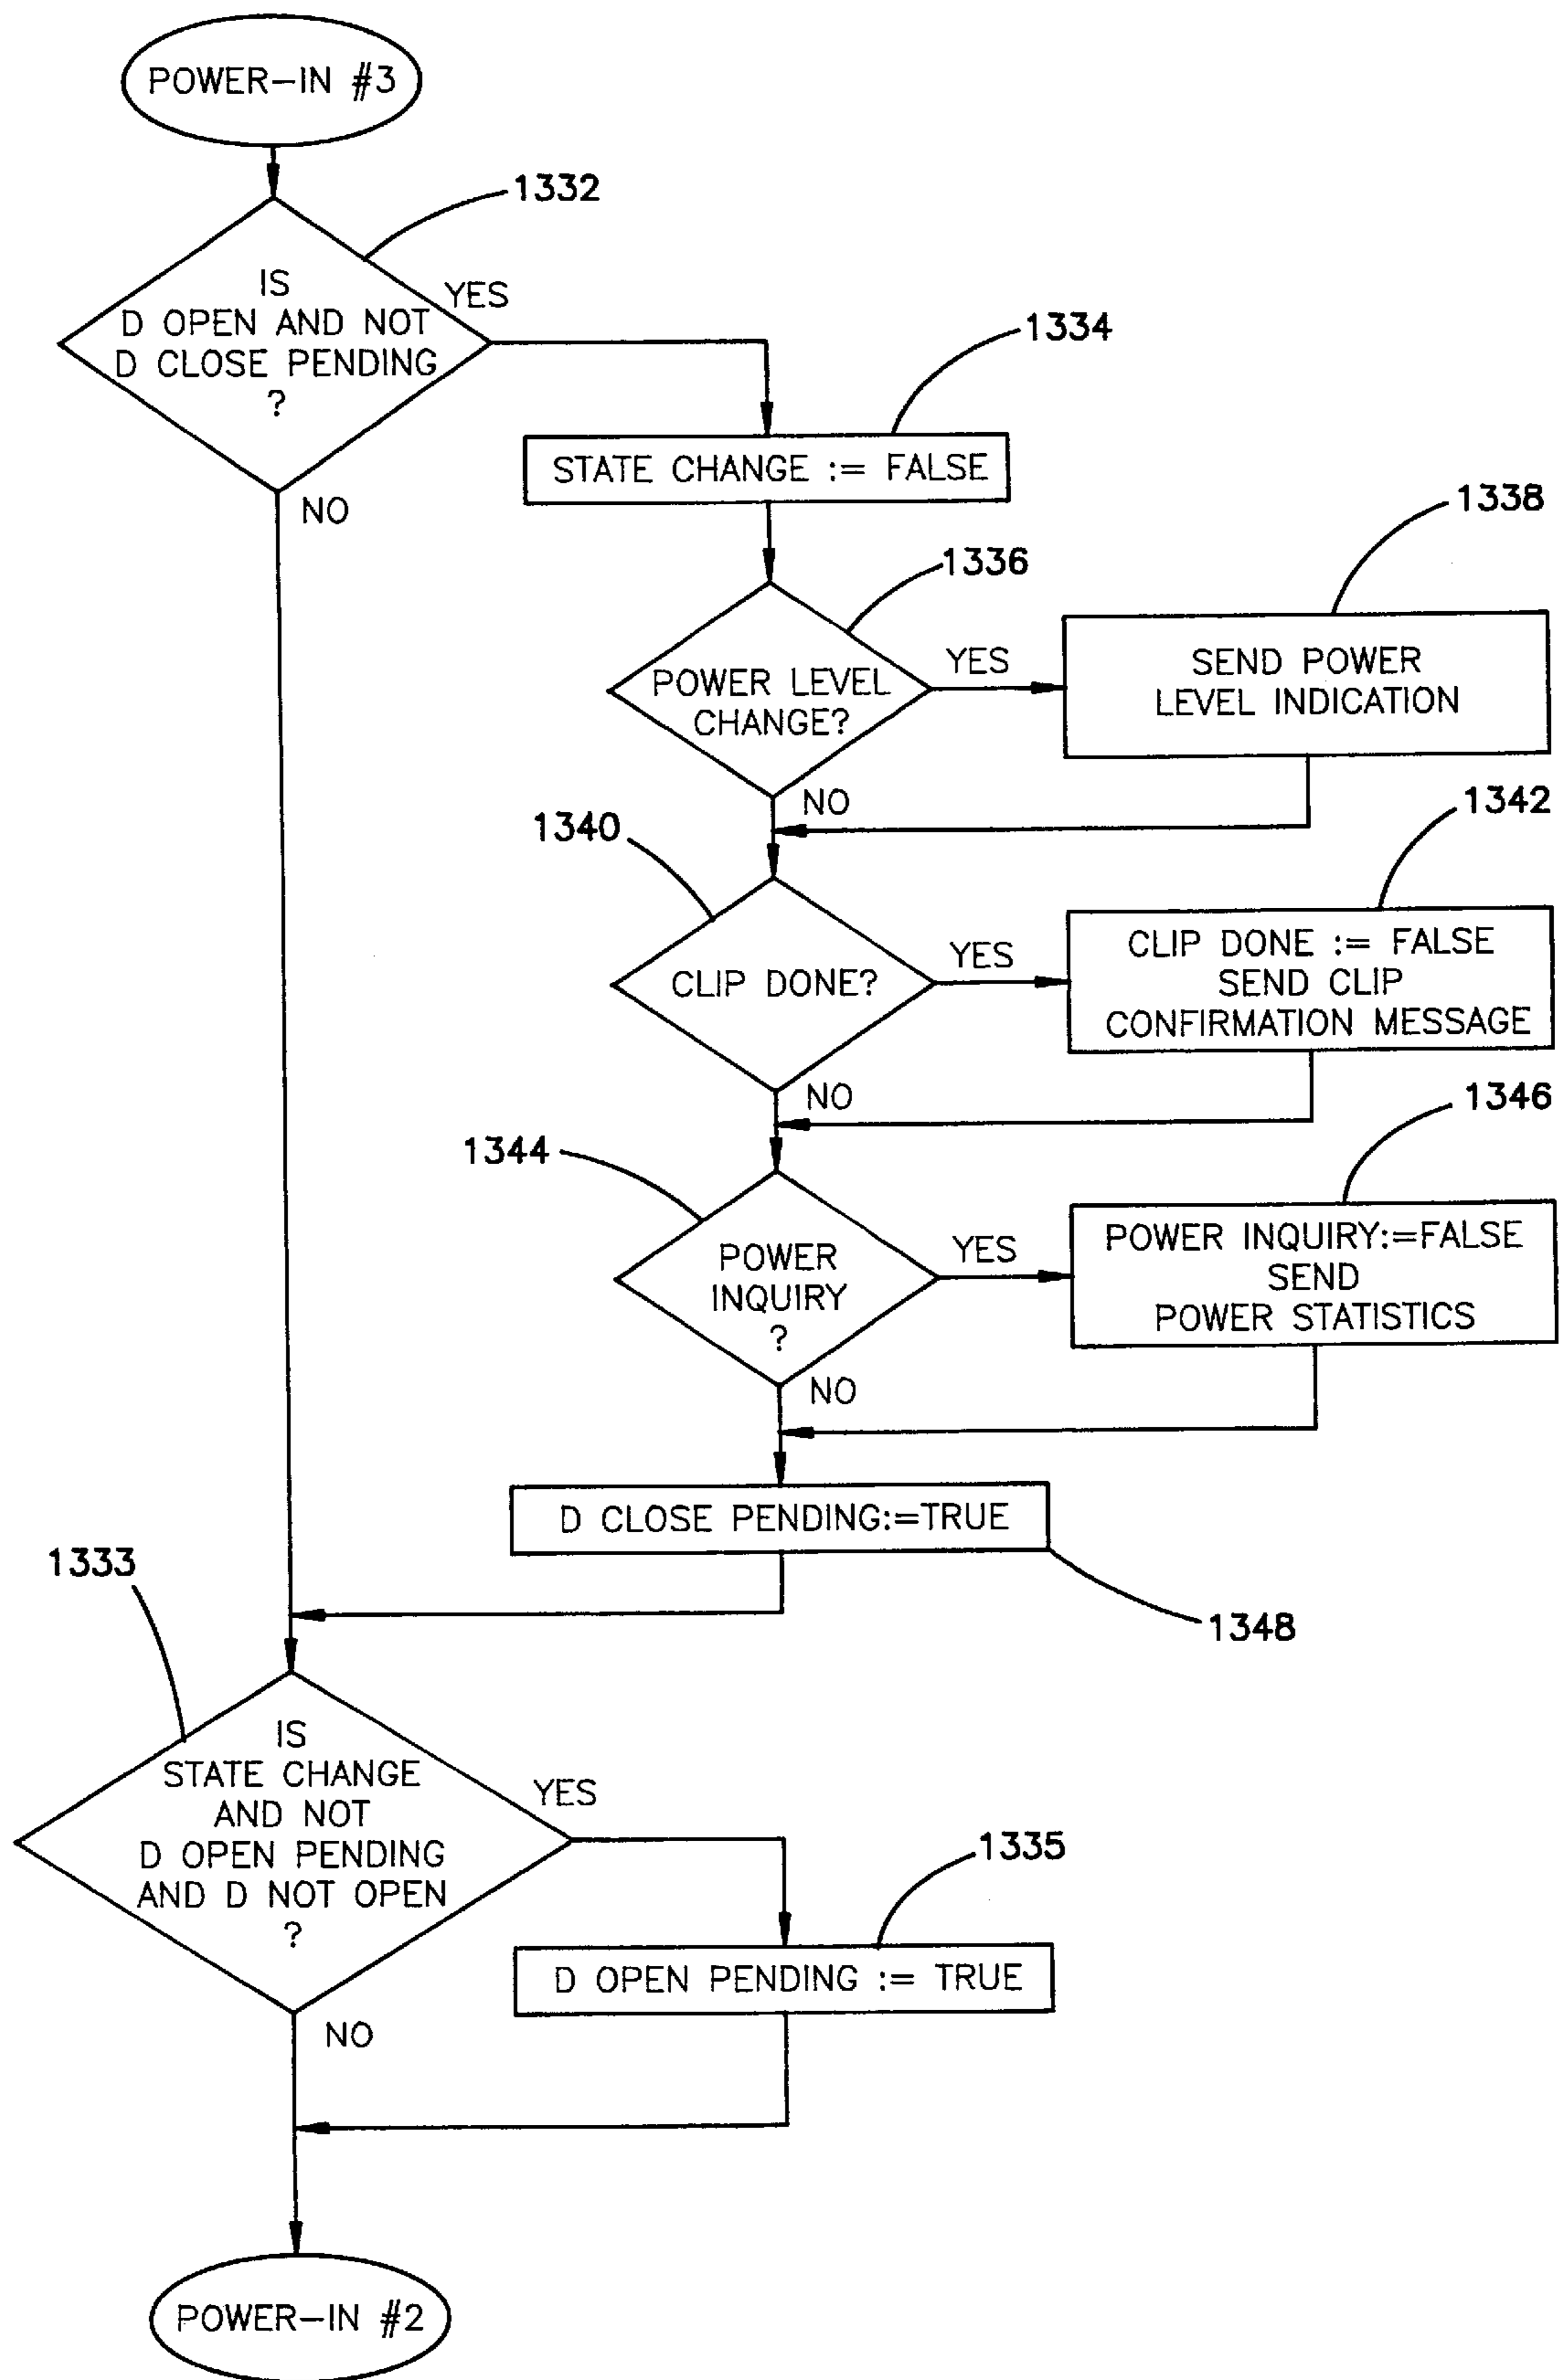 POWER-IN #3
1332
IS
D OPEN AND NOT
D CLOSE PENDING
?
YES
NO
1334
STATE CHANGE := FALSE
1336
POWER LEVEL
CHANGE?
YES
NO
1338
SEND POWER
LEVEL INDICATION
1340
CLIP DONE?
YES
NO
1342
CLIP DONE := FALSE
SEND CLIP
CONFIRMATION MESSAGE
1344
POWER
INQUIRY
?
YES
NO
1346
POWER INQUIRY:=FALSE
SEND
POWER STATISTICS
D CLOSE PENDING:=TRUE
1348
1333
IS
STATE CHANGE
AND NOT
D OPEN PENDING
AND D NOT OPEN
?
YES
NO
1335
D OPEN PENDING := TRUE
POWER-IN #2